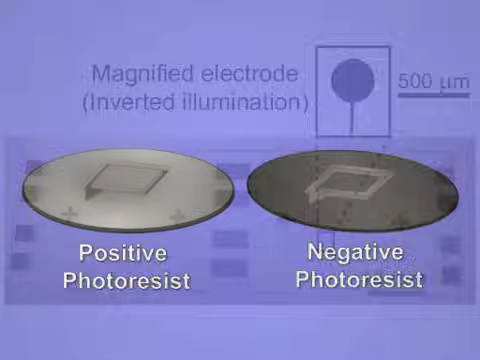 Magnified electrode
(Inverted illumination)
500 μm
Positive
Photoresist
Negative
Photoresist